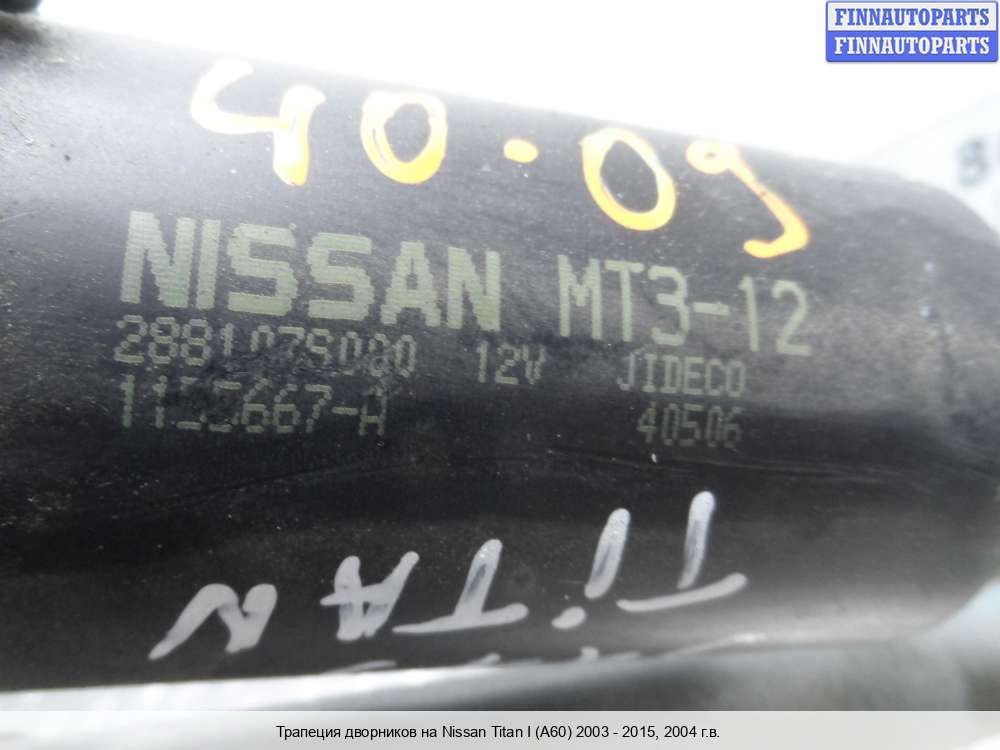 FINNAUTOPARTS
FINNAUTOPARTS
40-09
NISSAN MT3-12
288107S000 12V JIDECO
40506
TiTAN
Трапеция дворников на Nissan Titan I (A60) 2003 - 2015, 2004 г.в.